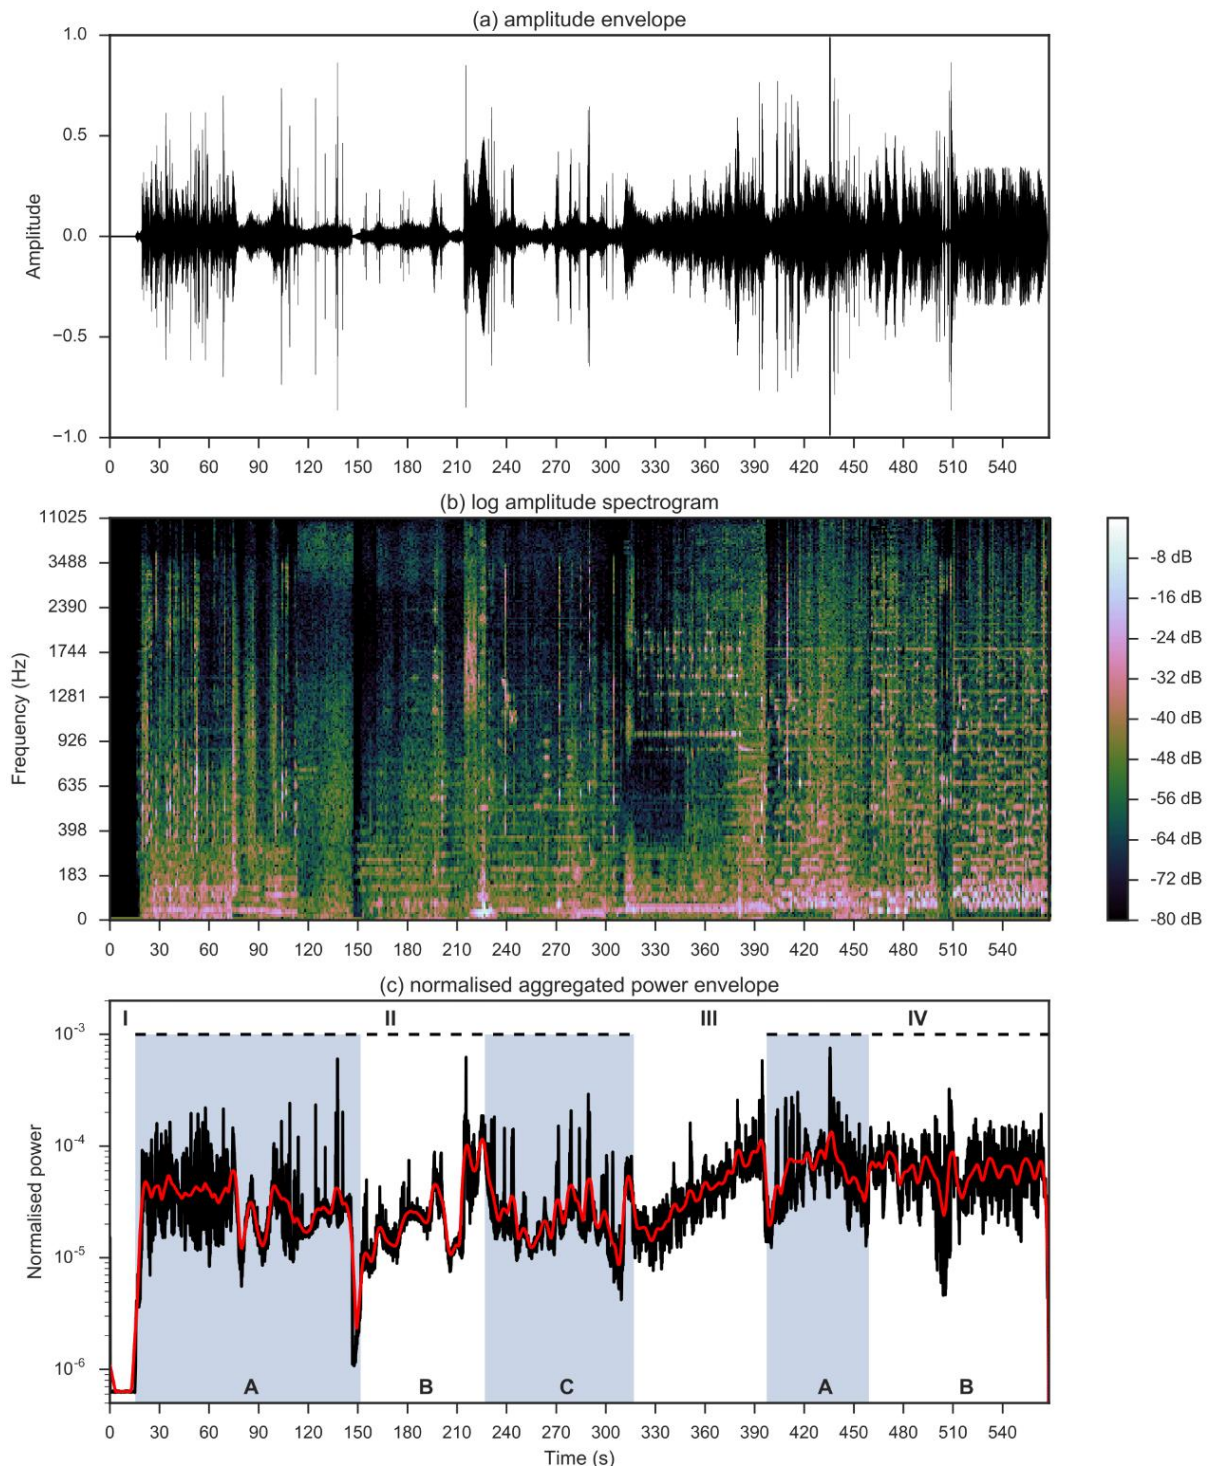 (a) amplitude envelope
1.0
0.5
0.0
−0.5
−1.0
Amplitude
0 30 60 90 120 150 180 210 240 270 300 330 360 390 420 450 480 510 540
(b) log amplitude spectrogram
11025
3488
2390
1744
1281
926
635
398
183
0
Frequency (Hz)
0 30 60 90 120 150 180 210 240 270 300 330 360 390 420 450 480 510 540
-8 dB
-16 dB
-24 dB
-32 dB
-40 dB
-48 dB
-56 dB
-64 dB
-72 dB
-80 dB
(c) normalised aggregated power envelope
I II III IV
10⁻³
10⁻⁴
10⁻⁵
10⁻⁶
Normalised power
A B C A B
0 30 60 90 120 150 180 210 240 270 300 330 360 390 420 450 480 510 540
Time (s)